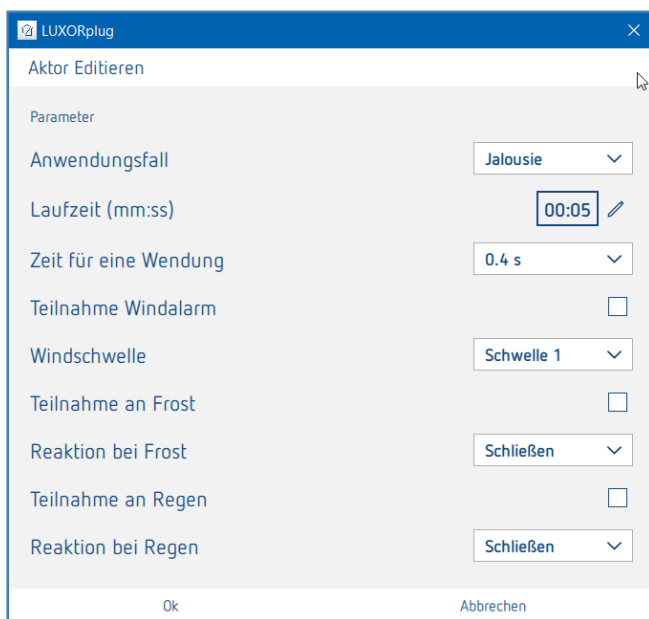 LUXORplug
Aktor Editieren
Parameter
Anwendungsfall Jalousie
Laufzeit (mm:ss) 00:05
Zeit für eine Wendung 0.4 s
Teilnahme Windalarm
Windschwelle Schwelle 1
Teilnahme an Frost
Reaktion bei Frost Schließen
Teilnahme an Regen
Reaktion bei Regen Schließen
Ok Abbrechen